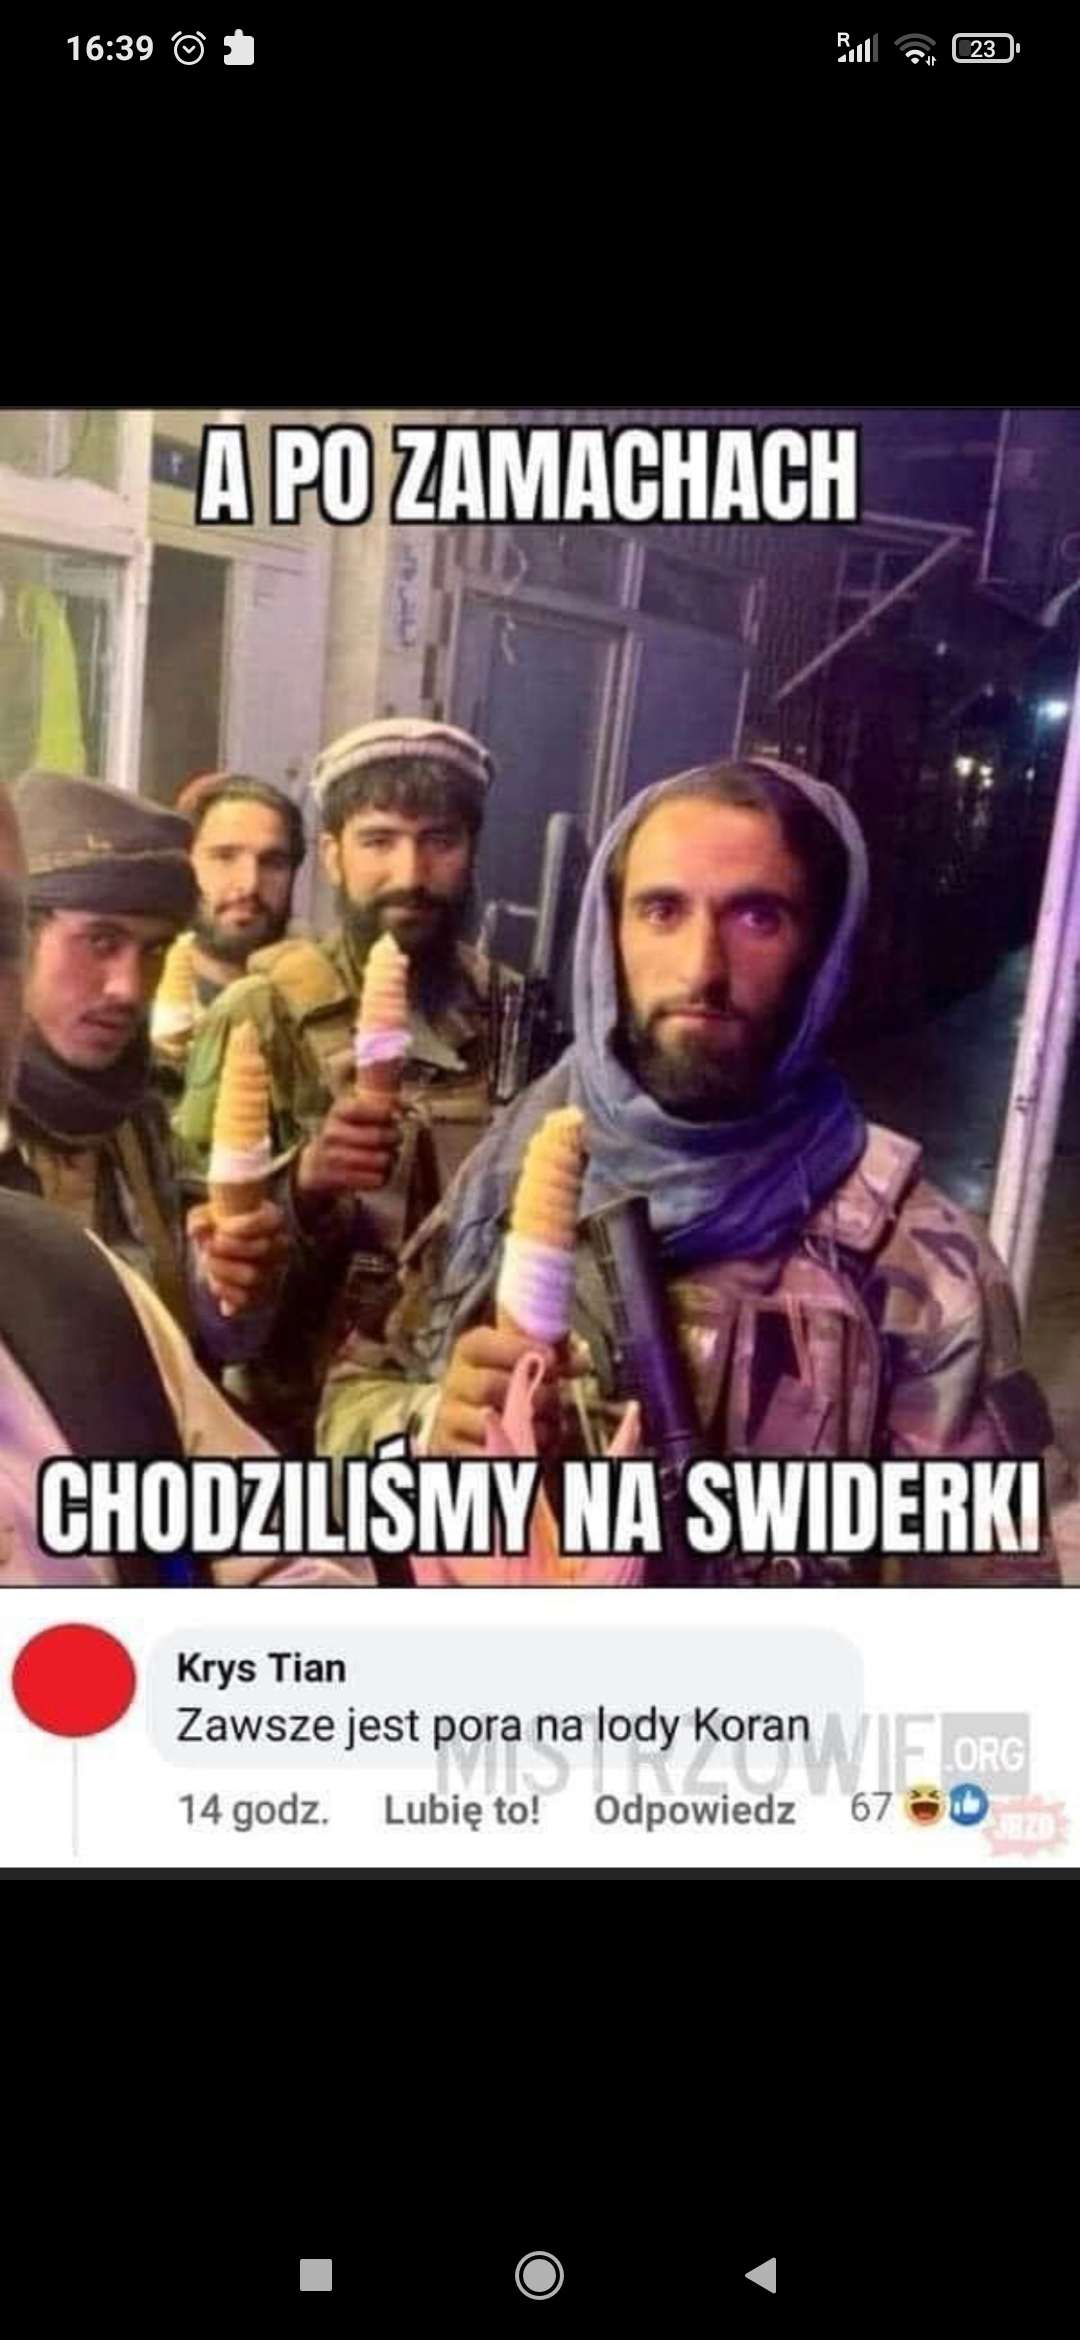 16:39
R
23
A PO ZAMACHACH
CHODZILIŚMY NA SWIDERKI
Krys Tian
Zawsze jest pora na lody Koran
MISTRZOWIE.ORG
14 godz. Lubię to! Odpowiedz 67
JBZD